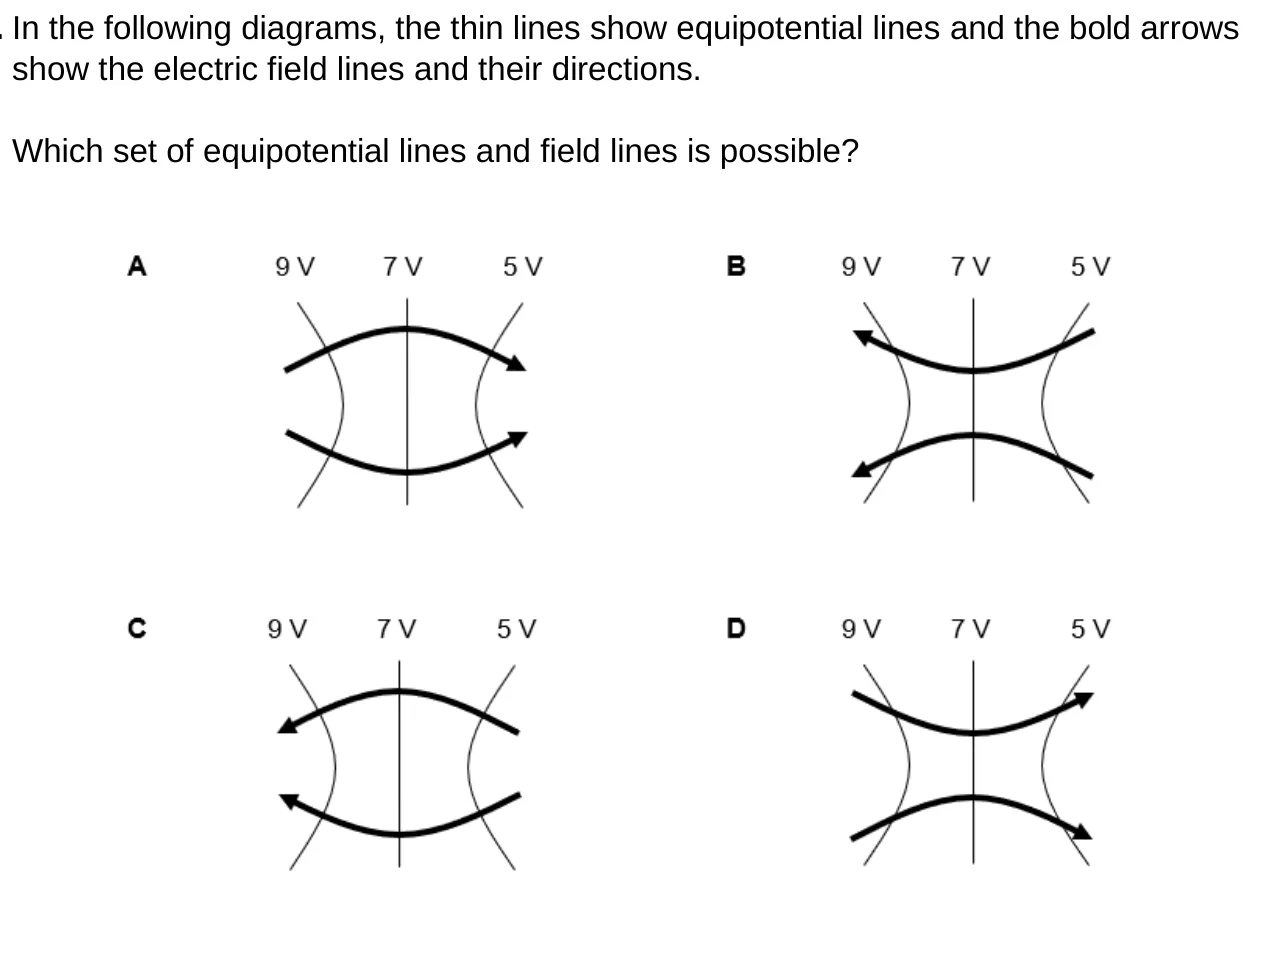 . In the following diagrams, the thin lines show equipotential lines and the bold arrows
show the electric field lines and their directions.
Which set of equipotential lines and field lines is possible?
A 9 V 7 V 5 V
B 9 V 7 V 5 V
C 9 V 7 V 5 V
D 9 V 7 V 5 V